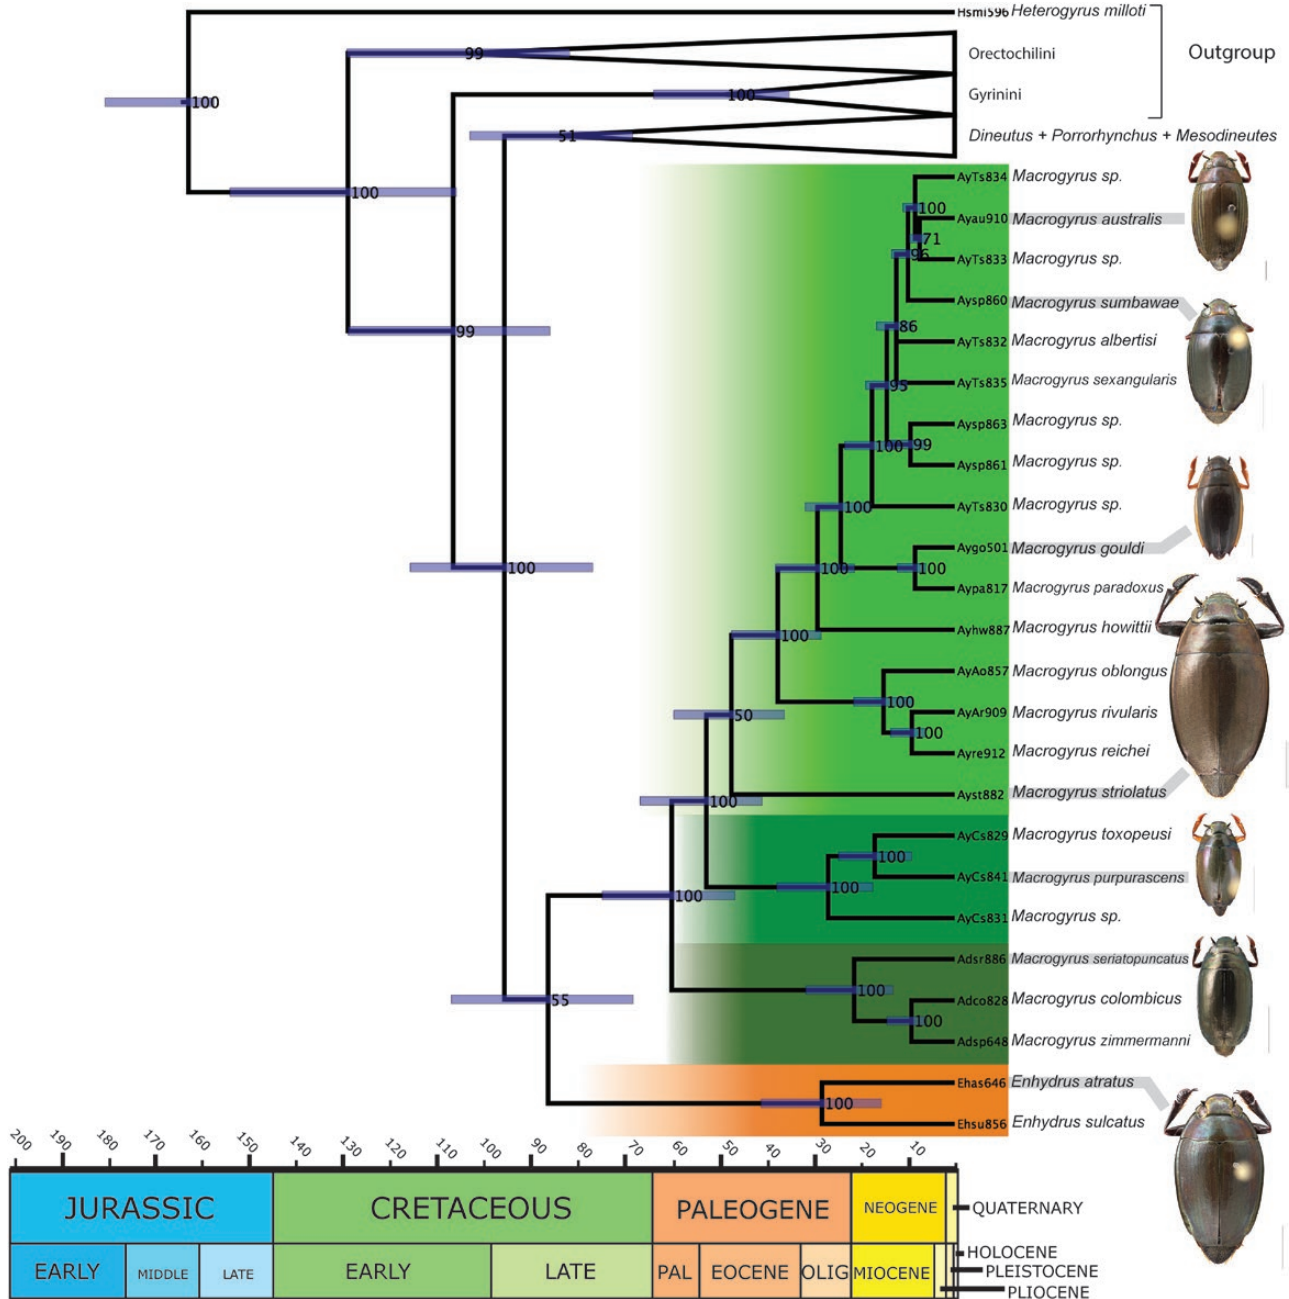 Hsmi596 Heterogyrus milloti
99
Orectochilini
Outgroup
100
Gyrinini
100
51
Dineutus + Porrorhynchus + Mesodineutes
AyTs834 Macrogyrus sp.
100
100
Ayau910 Macrogyrus australis
71
96
AyTs833 Macrogyrus sp.
Aysp860 Macrogyrus sumbawae
99
86
AyTs832 Macrogyrus albertisi
AyTs835 Macrogyrus sexangularis
95
Aysp863 Macrogyrus sp.
100
99
Aysp861 Macrogyrus sp.
100
AyTs830 Macrogyrus sp.
Aygo501 Macrogyrus gouldi
100
100
100
Aypa817 Macrogyrus paradoxus
Ayhw887 Macrogyrus howittii
100
AyAo857 Macrogyrus oblongus
100
50
AyAr909 Macrogyrus rivularis
100
Ayre912 Macrogyrus reichei
Ayst882 Macrogyrus striolatus
100
AyCs829 Macrogyrus toxopeusi
100
AyCs841 Macrogyrus purpurascens
100
100
AyCs831 Macrogyrus sp.
Adsr886 Macrogyrus seriatopuncatus
100
55
Adco828 Macrogyrus colombicus
100
Adsp648 Macrogyrus zimmermanni
Ehas646 Enhydrus atratus
100
Ehsu856 Enhydrus sulcatus
200 190 180 170 160 150 140 130 120 110 100 90 80 70 60 50 40 30 20 10
JURASSIC CRETACEOUS PALEOGENE NEOGENE QUATERNARY
EARLY MIDDLE LATE EARLY LATE PAL EOCENE OLIG MIOCENE
HOLOCENE
PLEISTOCENE
PLIOCENE